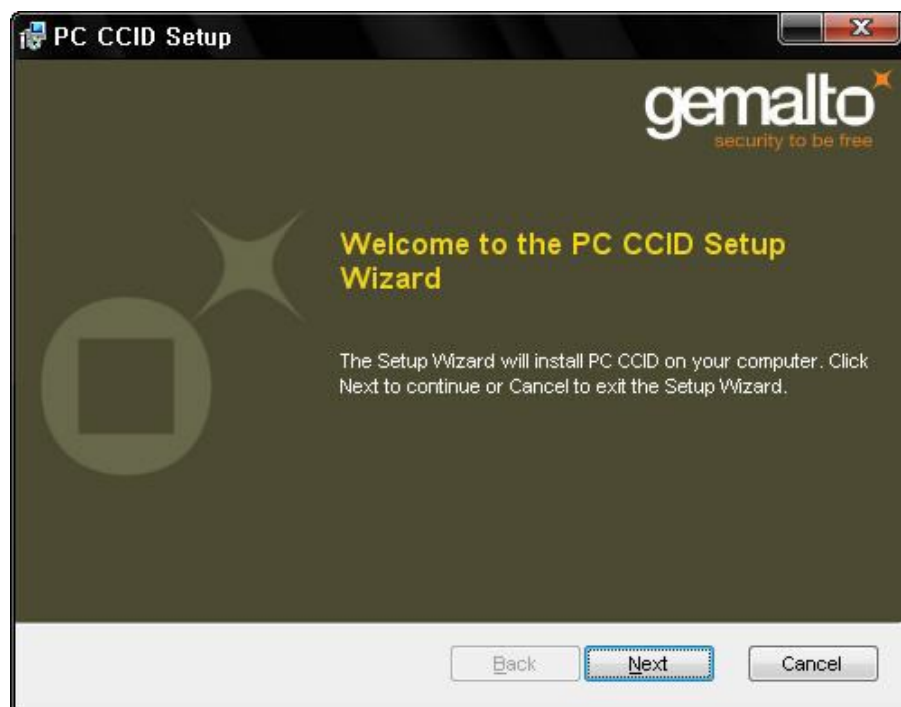 PC CCID Setup
gemalto
security to be free
Welcome to the PC CCID Setup
Wizard
The Setup Wizard will install PC CCID on your computer. Click
Next to continue or Cancel to exit the Setup Wizard.
Back
Next
Cancel